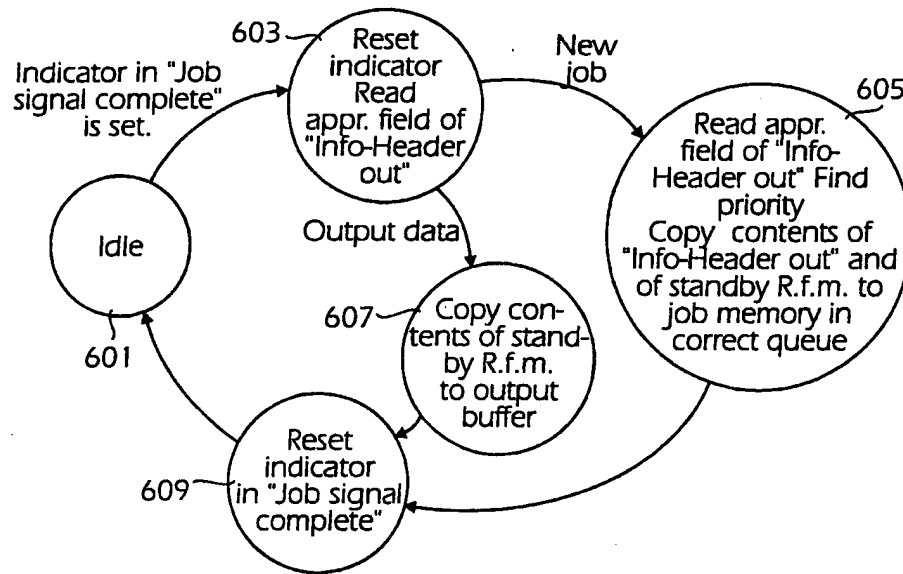 603
Reset
indicator
Read
appr. field of
"Info-Header
out"
New
job
Indicator in "Job
signal complete"
is set.
605
Read appr.
field of "Info-
Header out" Find
priority
Copy contents of
"Info-Header out" and
of standby R.f.m. to
job memory in
correct queue
Idle
601
Output data
607
Copy con-
tents of stand-
by R.f.m.
to output
buffer
609
Reset
indicator
in "Job signal
complete"